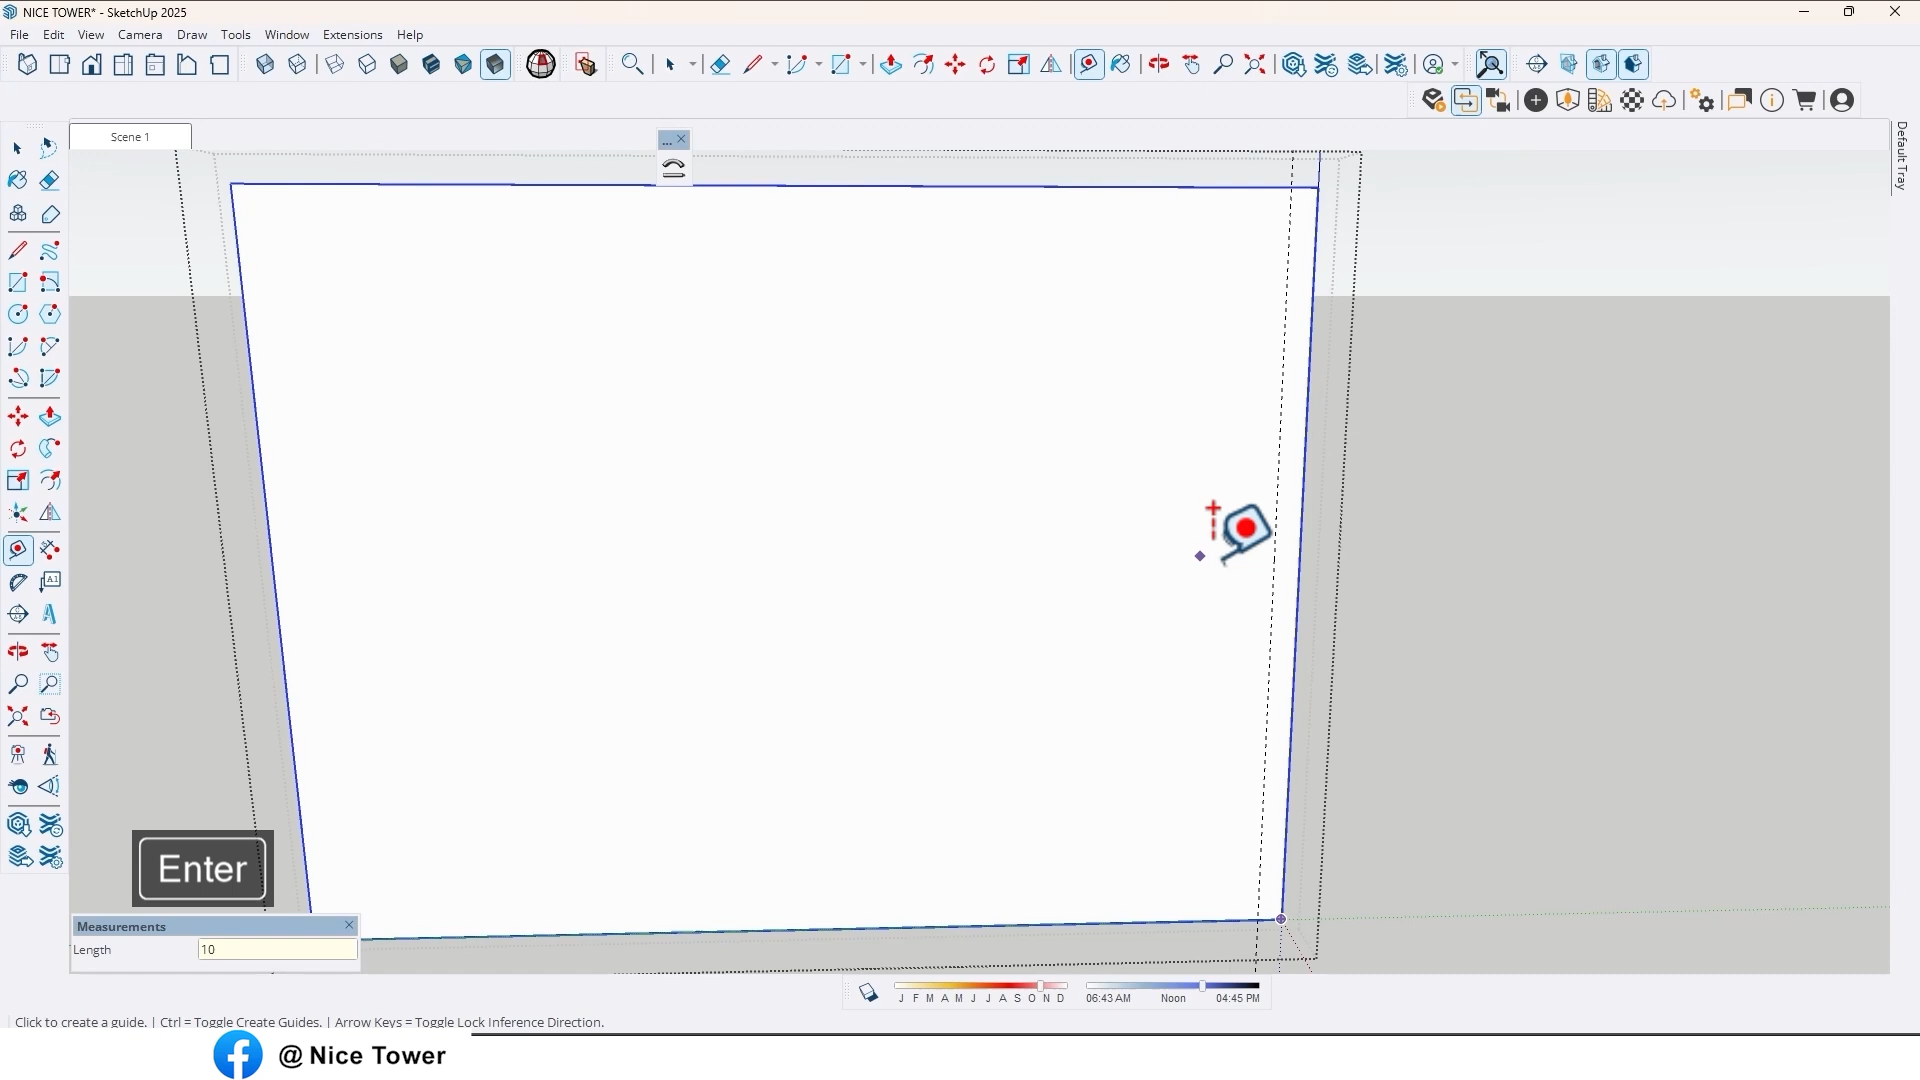 NICE TOWER* - SketchUp 2025
File Edit View Camera Draw Tools Window Extensions Help
Scene 1
...
Default Tray
A1
A
Enter
Measurements
Length 10
J F M A M J J A S O N D
06:43 AM Noon 04:45 PM
Click to create a guide. | Ctrl = Toggle Create Guides. | Arrow Keys = Toggle Lock Inference Direction.
@ Nice Tower